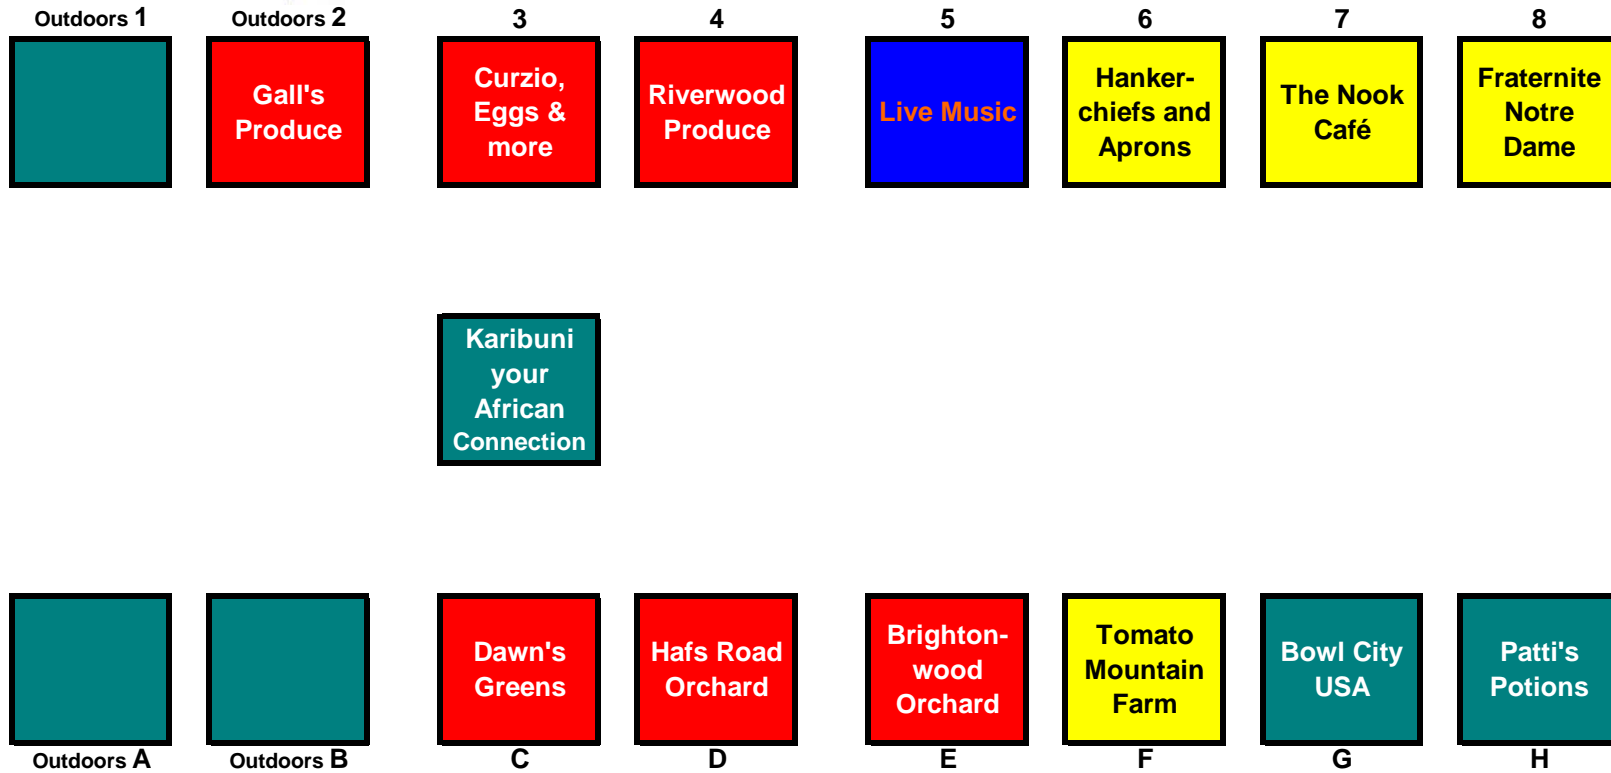 Outdoors 1
Outdoors 2
3
4
5
6
7
8
Gall's
Produce
Curzio,
Eggs &
more
Riverwood
Produce
Live Music
Hanker-
chiefs and
Aprons
The Nook
Café
Fraternite
Notre
Dame
Karibuni
your
African
Connection
Dawn's
Greens
Hafs Road
Orchard
Brighton-
wood
Orchard
Tomato
Mountain
Farm
Bowl City
USA
Patti's
Potions
Outdoors A
Outdoors B
C
D
E
F
G
H